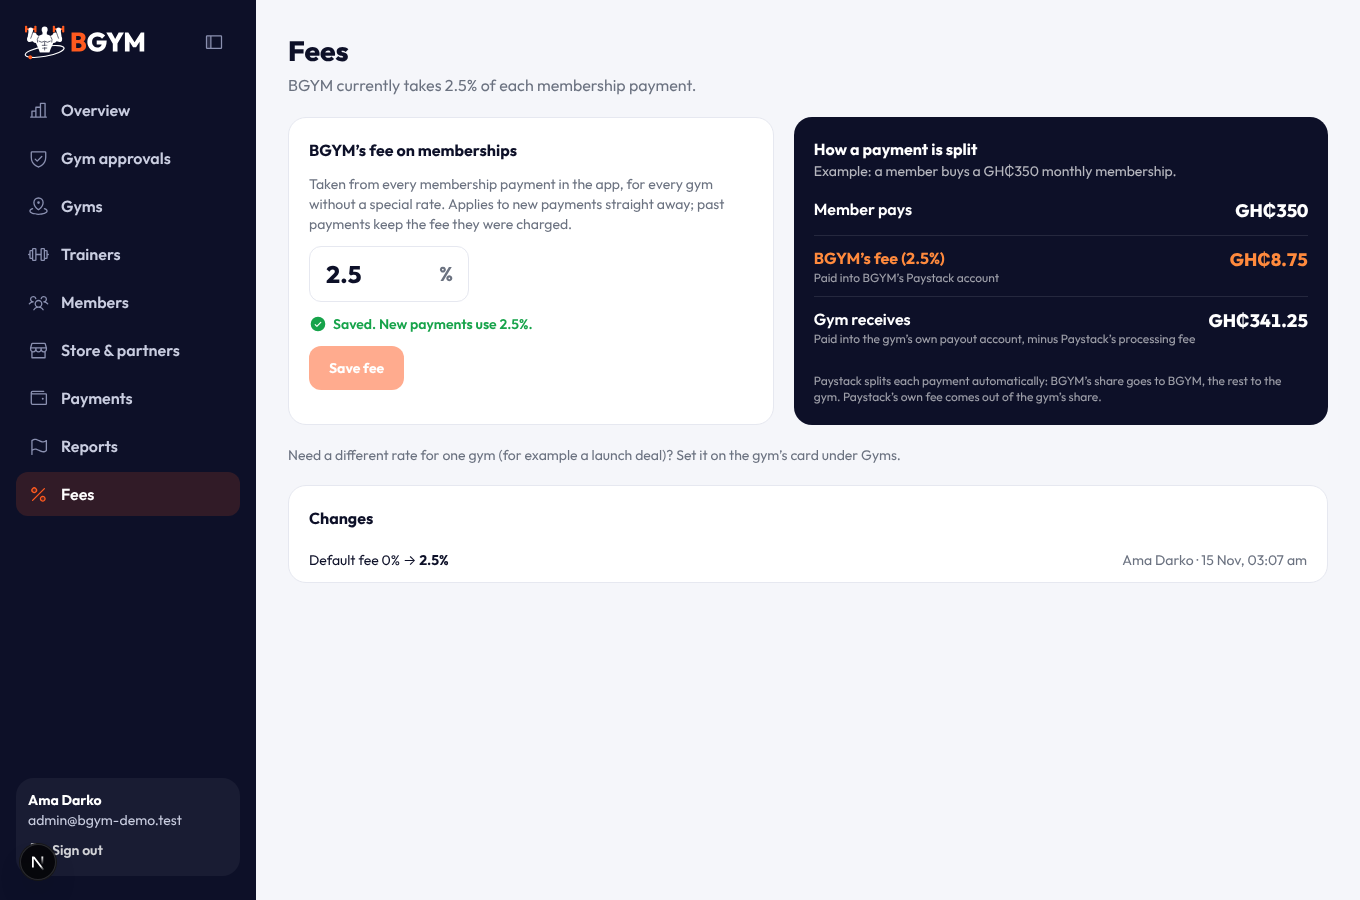 BGYM
Overview
Gym approvals
Gyms
Trainers
Members
Store & partners
Payments
Reports
Fees
Ama Darko
admin@bgym-demo.test
Sign out
N
Fees
BGYM currently takes 2.5% of each membership payment.
BGYM’s fee on memberships
Taken from every membership payment in the app, for every gym
without a special rate. Applies to new payments straight away; past
payments keep the fee they were charged.
2.5 %
Saved. New payments use 2.5%.
Save fee
How a payment is split
Example: a member buys a GH₵350 monthly membership.
Member pays GH₵350
BGYM’s fee (2.5%) GH₵8.75
Paid into BGYM’s Paystack account
Gym receives GH₵341.25
Paid into the gym’s own payout account, minus Paystack’s processing fee
Paystack splits each payment automatically: BGYM’s share goes to BGYM, the rest to the
gym. Paystack’s own fee comes out of the gym’s share.
Need a different rate for one gym (for example a launch deal)? Set it on the gym’s card under Gyms.
Changes
Default fee 0% → 2.5% Ama Darko · 15 Nov, 03:07 am